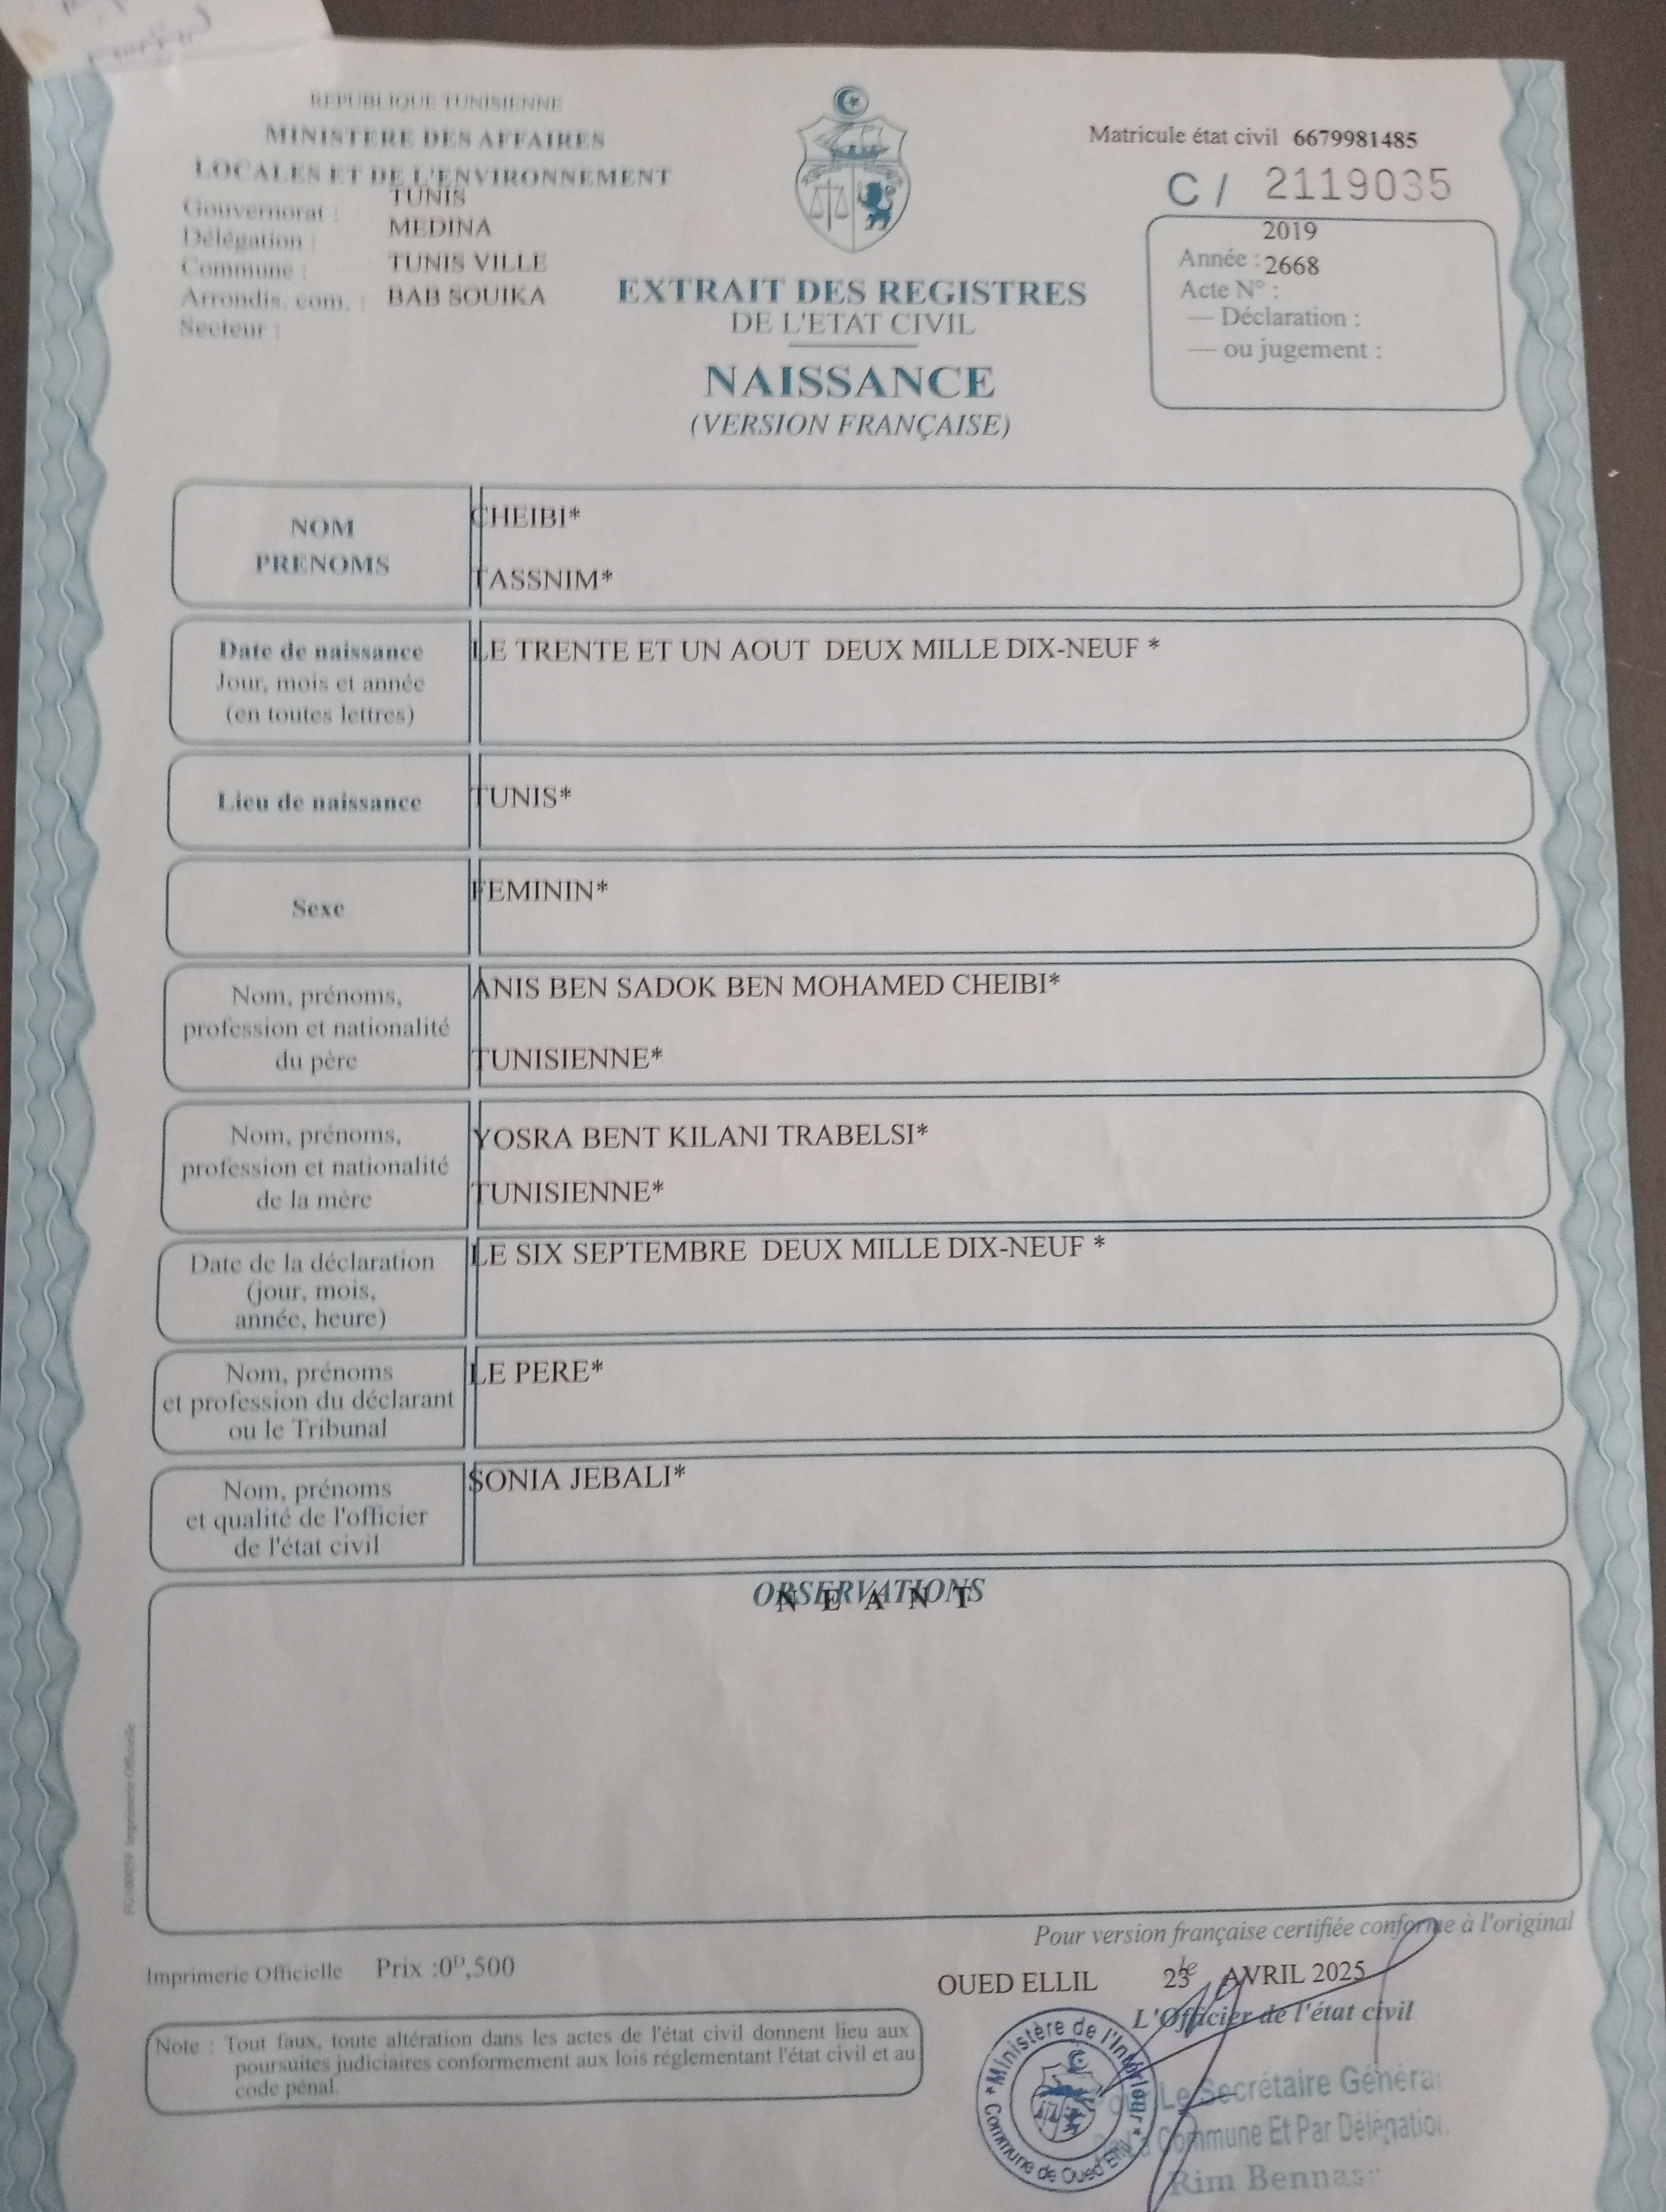 REPUBLIQUE TUNISIENNE
MINISTERE DES AFFAIRES
LOCALES ET DE L'ENVIRONNEMENT
Gouvernorat : TUNIS
Délégation : MEDINA
Commune : TUNIS VILLE
Arrondis. com. : BAB SOUIKA
Secteur :
Matricule état civil 6679981485
C / 2119035
2019
Année :
2668
Acte N° :
— Déclaration :
— ou jugement :
EXTRAIT DES REGISTRES
DE L'ETAT CIVIL
NAISSANCE
(VERSION FRANÇAISE)
NOM
PRENOMS
CHEIBI*
TASSNIM*
Date de naissance
Jour, mois et année
(en toutes lettres)
LE TRENTE ET UN AOUT DEUX MILLE DIX-NEUF *
Lieu de naissance
TUNIS*
Sexe
FEMININ*
Nom, prénoms,
profession et nationalité
du père
ANIS BEN SADOK BEN MOHAMED CHEIBI*
TUNISIENNE*
Nom, prénoms,
profession et nationalité
de la mère
YOSRA BENT KILANI TRABELSI*
TUNISIENNE*
Date de la déclaration
(jour, mois,
année, heure)
LE SIX SEPTEMBRE DEUX MILLE DIX-NEUF *
Nom, prénoms
et profession du déclarant
ou le Tribunal
LE PERE*
Nom, prénoms
et qualité de l'officier
de l'état civil
SONIA JEBALI*
OBSERVATIONS
N E A N T
Imprimerie Officielle
Pour version française certifiée conforme à l'original
Imprimerie Officielle Prix :0ᴰ,500
OUED ELLIL le 23 AVRIL 2025
L'Officier de l'état civil
Note : Tout faux, toute altération dans les actes de l'état civil donnent lieu aux
poursuites judiciaires conformement aux lois réglementant l'état civil et au
code pénal.
*Ministère de l'Intérieur*
Commune de Oued Ellil
Le Secrétaire Général
Commune Et Par Délégation
Rim